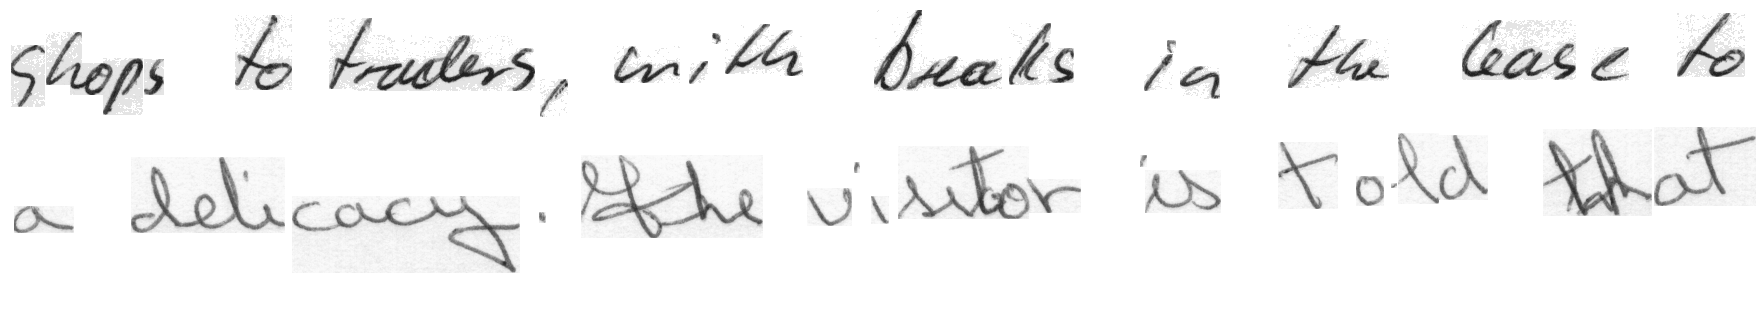 shops to traders, with breaks in the lease to
a delicacy. The visitor is told that